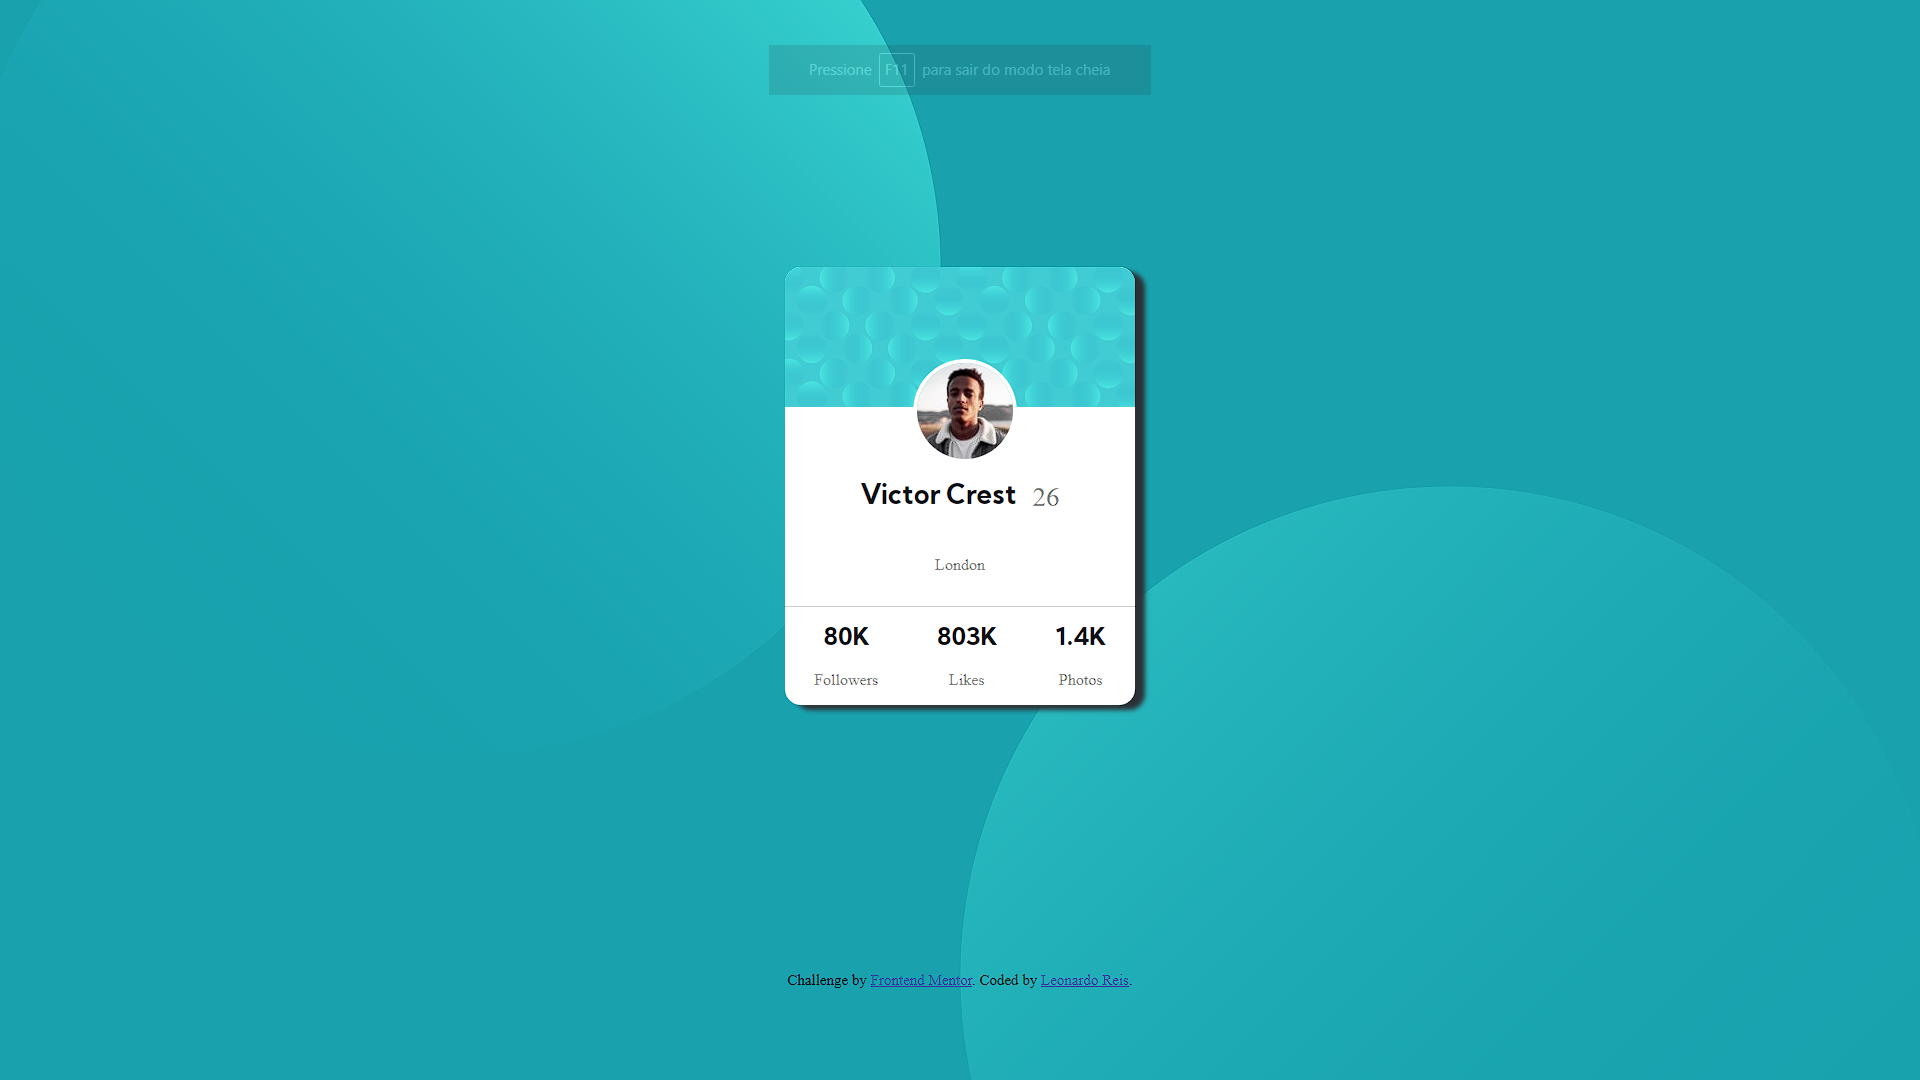 Pressione F11 para sair do modo tela cheia
Victor Crest 26
London
80K 803K 1.4K
Followers Likes Photos
Challenge by Frontend Mentor. Coded by Leonardo Reis.